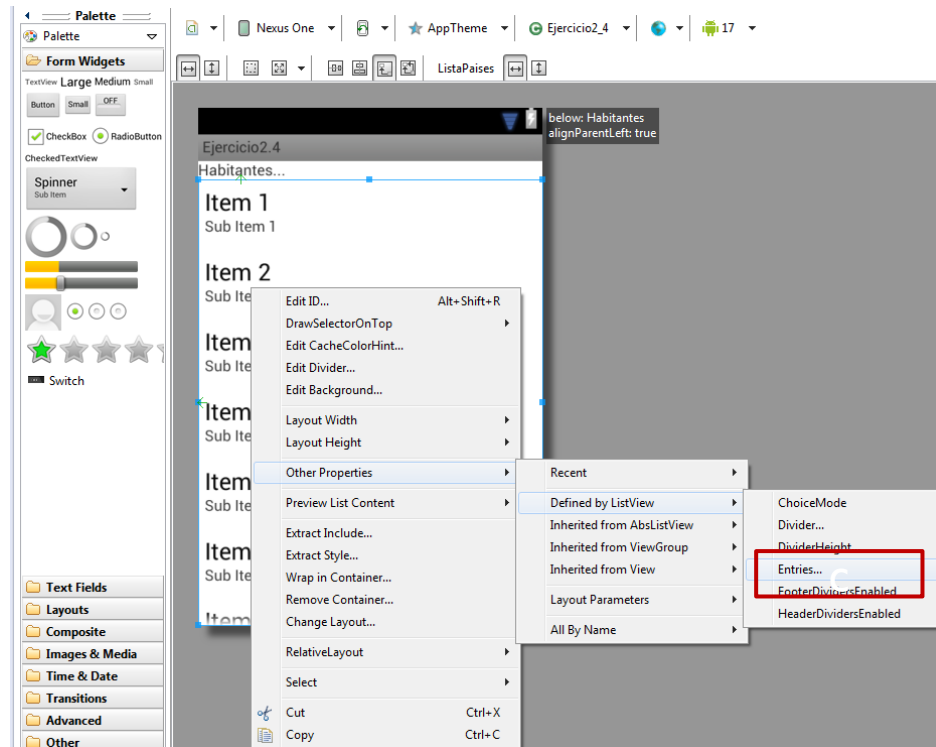 Palette
Palette
Form Widgets
TextView Large Medium Small
Button Small OFF
CheckBox RadioButton
CheckedTextView
Spinner
Sub Item
Switch
Text Fields
Layouts
Composite
Images & Media
Time & Date
Transitions
Advanced
Other
Nexus One AppTheme Ejercicio2_4 17
ListaPaises
below: Habitantes
alignParentLeft: true
Ejercicio2.4
Habitantes...
Item 1
Sub Item 1
Item 2
Sub Ite
Item
Sub Ite
Item
Sub Ite
Item
Sub Ite
Item
Sub Ite
Item
Edit ID... Alt+Shift+R
DrawSelectorOnTop
Edit CacheColorHint...
Edit Divider...
Edit Background...
Layout Width
Layout Height
Other Properties
Preview List Content
Extract Include...
Extract Style...
Wrap in Container...
Remove Container...
Change Layout...
RelativeLayout
Select
Cut Ctrl+X
Copy Ctrl+C
Recent
Defined by ListView
Inherited from AbsListView
Inherited from ViewGroup
Inherited from View
Layout Parameters
All By Name
ChoiceMode
Divider...
DividerHeight
Entries...
C
FooterDividersEnabled
HeaderDividersEnabled